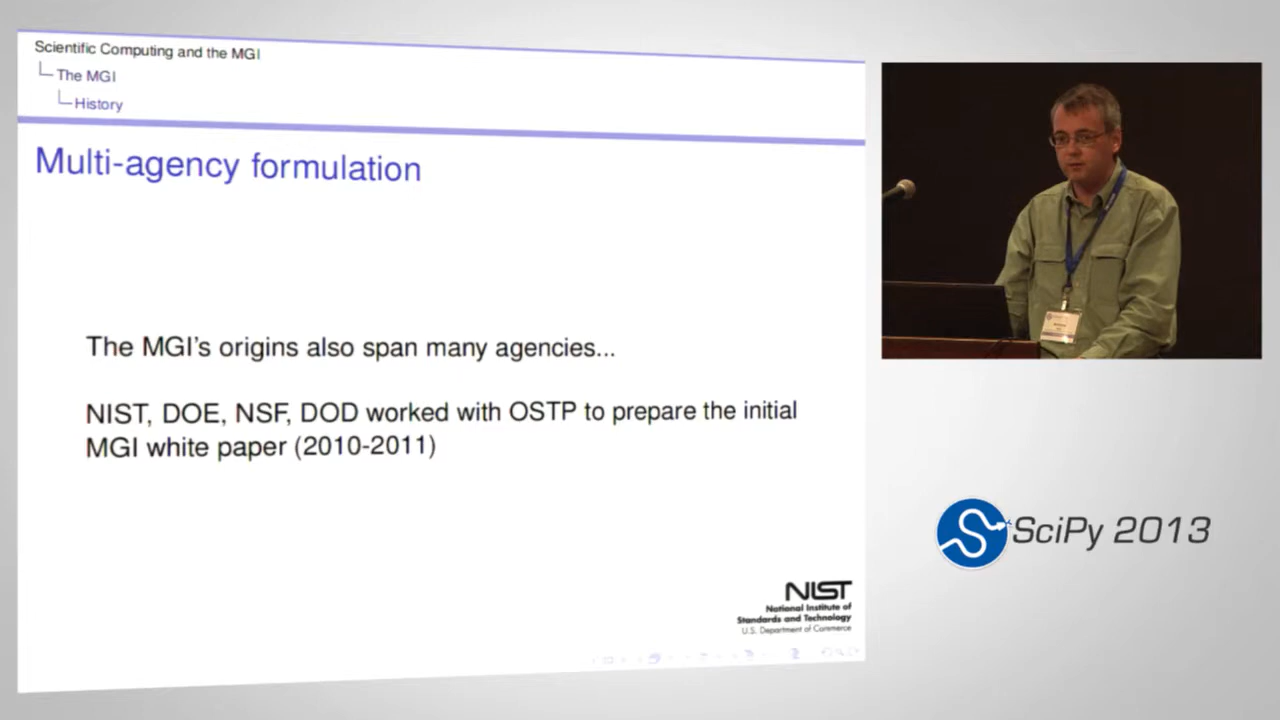 Scientific Computing and the MGI
The MGI
History
Multi-agency formulation
The MGI's origins also span many agencies...
NIST, DOE, NSF, DOD worked with OSTP to prepare the initial
MGI white paper (2010-2011)
NIST
National Institute of
Standards and Technology
U.S. Department of Commerce
SciPy 2013